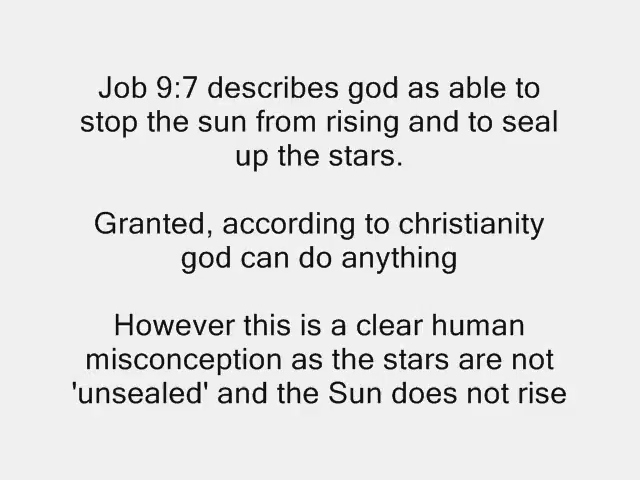 Job 9:7 describes god as able to
stop the sun from rising and to seal
up the stars.
Granted, according to christianity
god can do anything
However this is a clear human
misconception as the stars are not
'unsealed' and the Sun does not rise